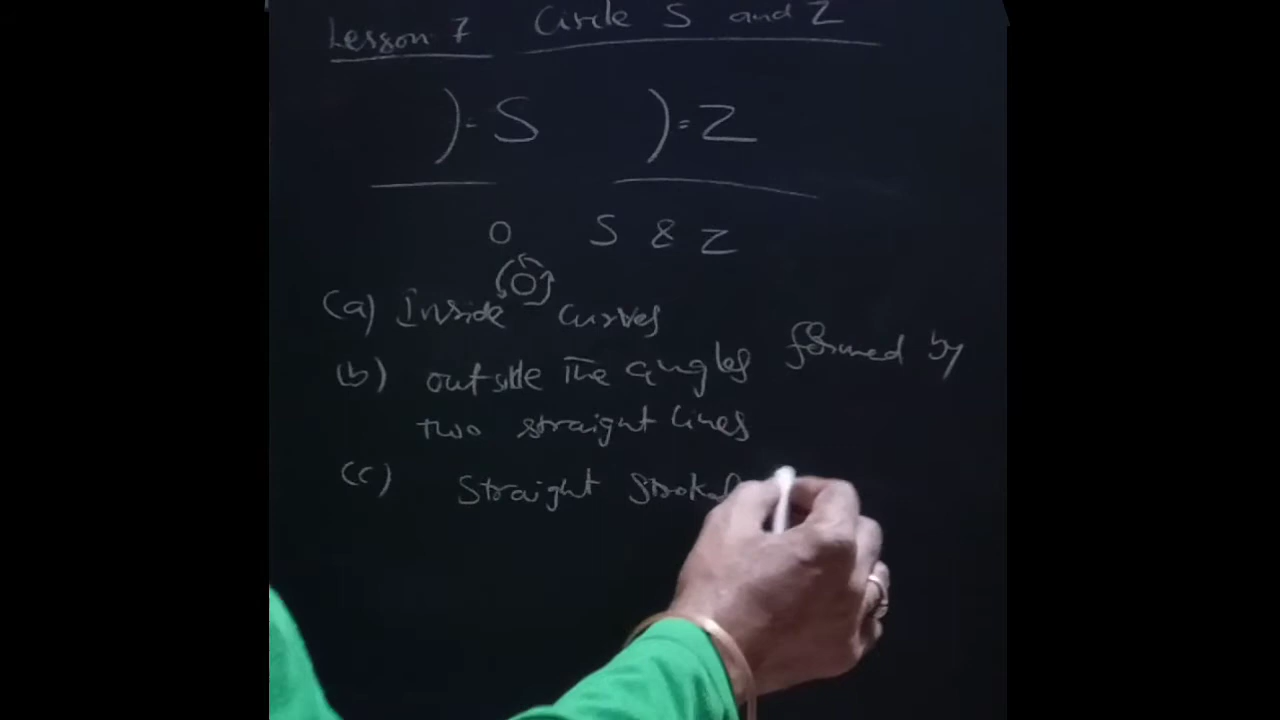 Lesson 7 Circle S and Z
) = S ) = Z
O S & Z
(a) Inside curves
(b) outside the angles formed by
two straight lines
(c) Straight strokes